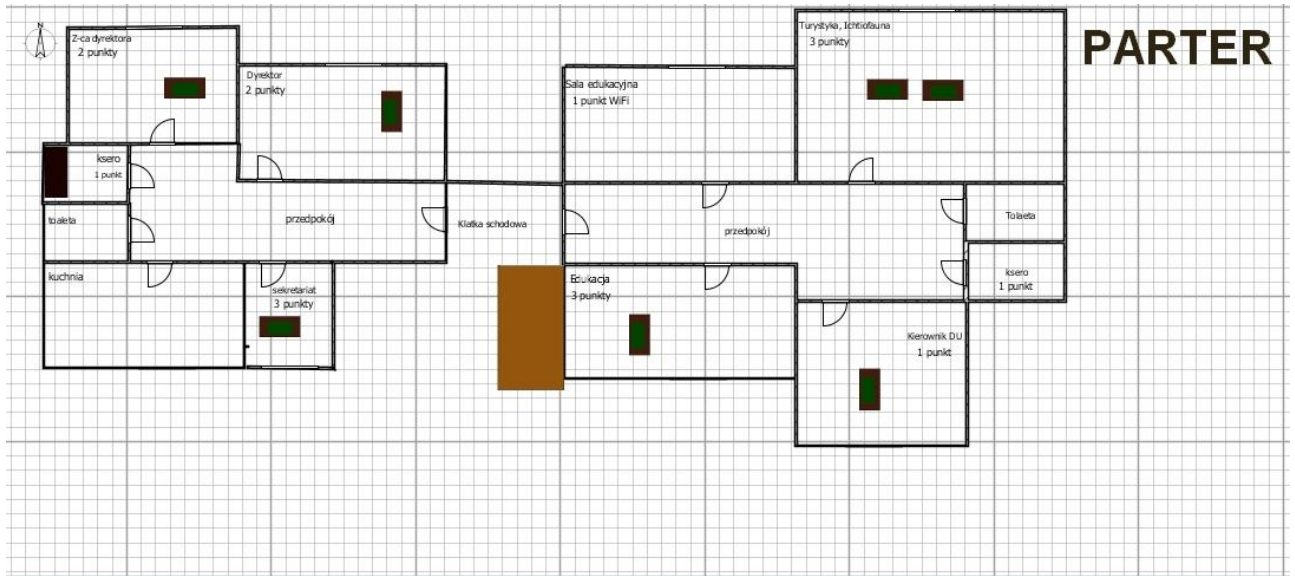 N
PARTER
Z-ca dyrektora
2 punkty
Dyrektor
2 punkty
Sala edukacyjna
1 punkt WiFi
Turystyka, Ichtiofauna
3 punkty
ksero
1 punkt
toaleta
przedpokój
Klatka schodowa
przedpokój
Tolaeta
kuchnia
sekretariat
3 punkty
Edukacja
3 punkty
ksero
1 punkt
Kierownik DU
1 punkt